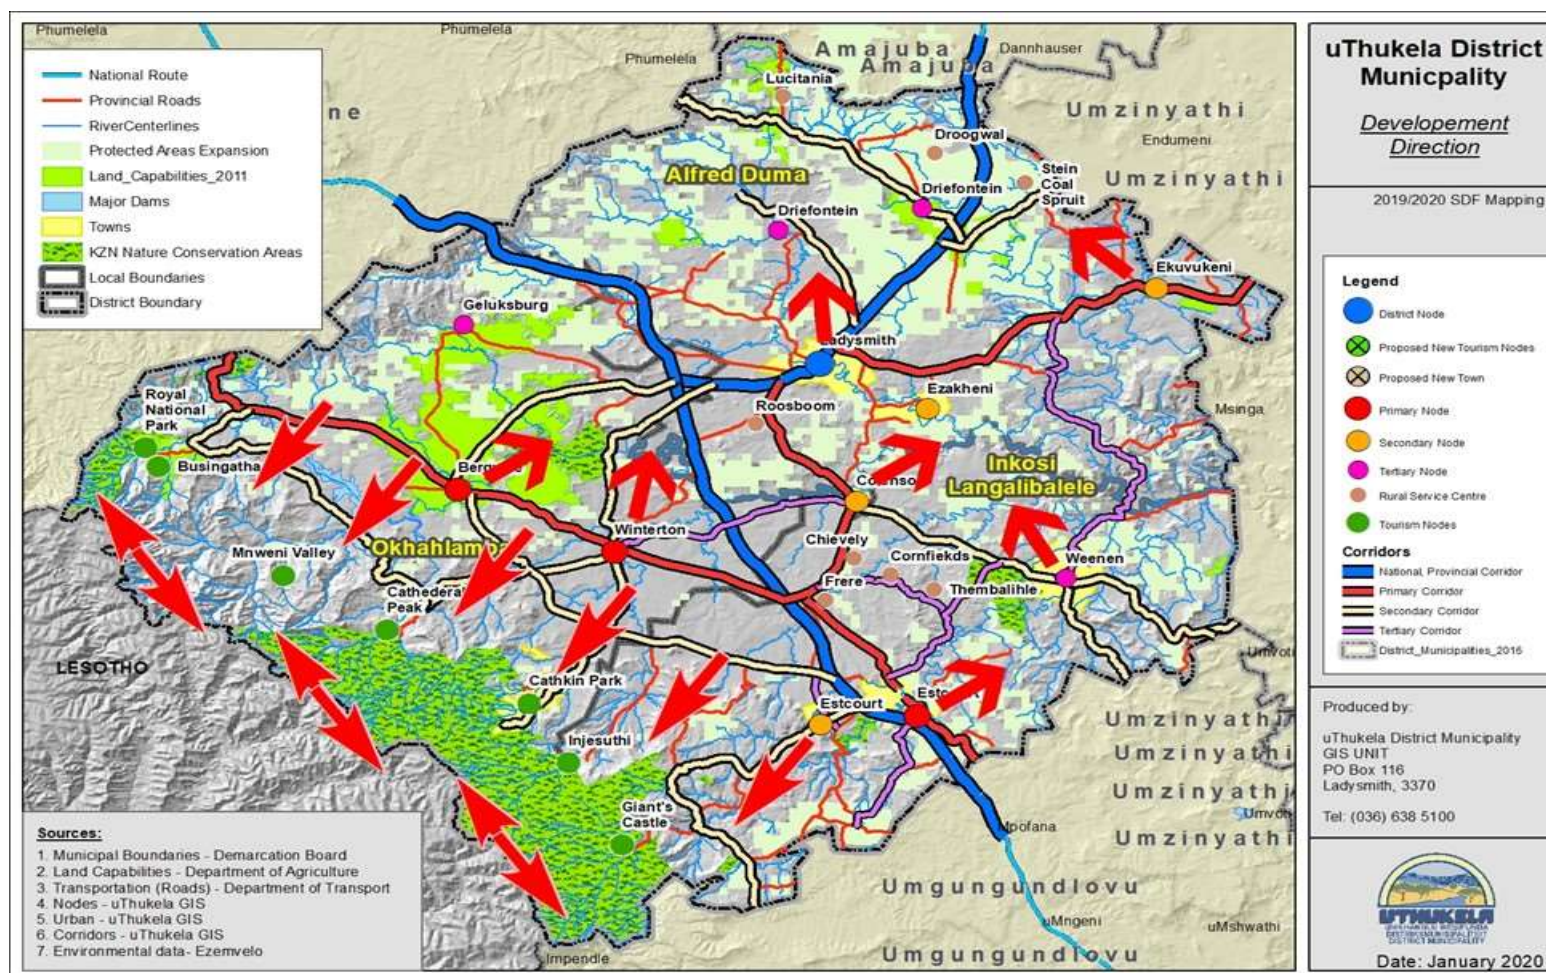 Phumelela
Phumelela
Phumelela
Dannhauser
Amajuba
Amajuba
ne
Umzinyathi
Endumeni
Umzinyathi
Msinga
National Route
Provincial Roads
RiverCenterlines
Protected Areas Expansion
Land_Capabilities_2011
Major Dams
Towns
KZN Nature Conservation Areas
Local Boundaries
District Boundary
Lucitania
Droogwal
Stein
Coal
Spruit
Alfred Duma
Driefontein
Driefontein
Ekuvukeni
Geluksburg
Ladysmith
Royal
National
Park
Ezakheni
Roosboom
Busingatha
Inkosi
Langalibalele
Winterton
Chievely
Cornfiekds
Weenen
Mnweni Valley
Frere
Thembalihle
Peak
LESOTHO
Cathkin Park
Estcourt
Injesuthi
Giant's
Castle
Umzinyathi
Umzinyathi
Umzinyathi
Umzinyathi
Mpofana
Umgungundlovu
uMngeni
uMshwathi
Impendle
Umgungundlovu
Sources:
1. Municipal Boundaries - Demarcation Board
2. Land Capabilities - Department of Agriculture
3. Transportation (Roads) - Department of Transport
4. Nodes - uThukela GIS
5. Urban - uThukela GIS
6. Corridors - uThukela GIS
7. Environmental data- Ezemvelo
uThukela District
Municpality
Developement
Direction
2019/2020 SDF Mapping
Legend
District Node
Proposed New Tourism Nodes
Proposed New Town
Primary Node
Secondary Node
Tertiary Node
Rural Service Centre
Tourism Nodes
Corridors
National, Provincial Corridor
Primary Corridor
Secondary Corridor
Tertiary Corridor
District_Municipalities_2016
Produced by:
uThukela District Municipality
GIS UNIT
PO Box 116
Ladysmith, 3370
Tel: (036) 638 5100
UTHUKELA
DISTRICT MUNICIPALITY
Date: January 2020